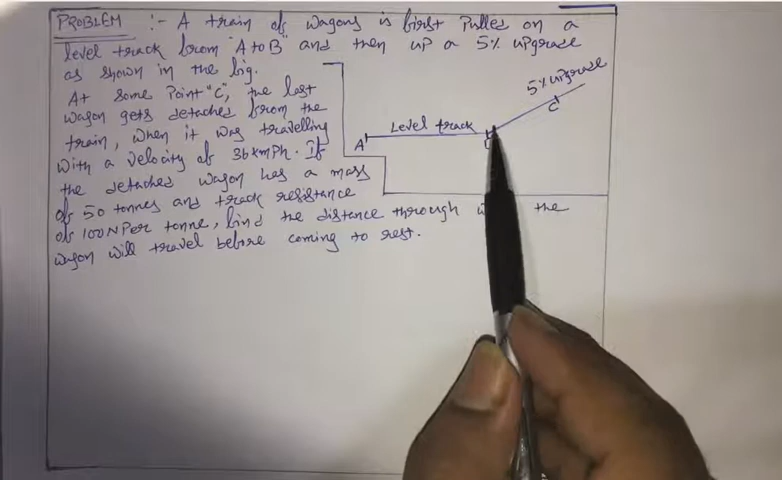 PROBLEM :- A train of wagons is first pulled on a
level track from "A to B" and then up a 5% upgrade
as shown in the fig.
At some point "C", the last
wagon gets detached from the
train, when it was travelling
with a velocity of 36kmph. If
the detached wagon has a mass
of 50 tonnes and track resistance
of 100N Per tonne, find the distance through the
wagon will travel before coming to rest.
5% upgrade
C
Level track
A